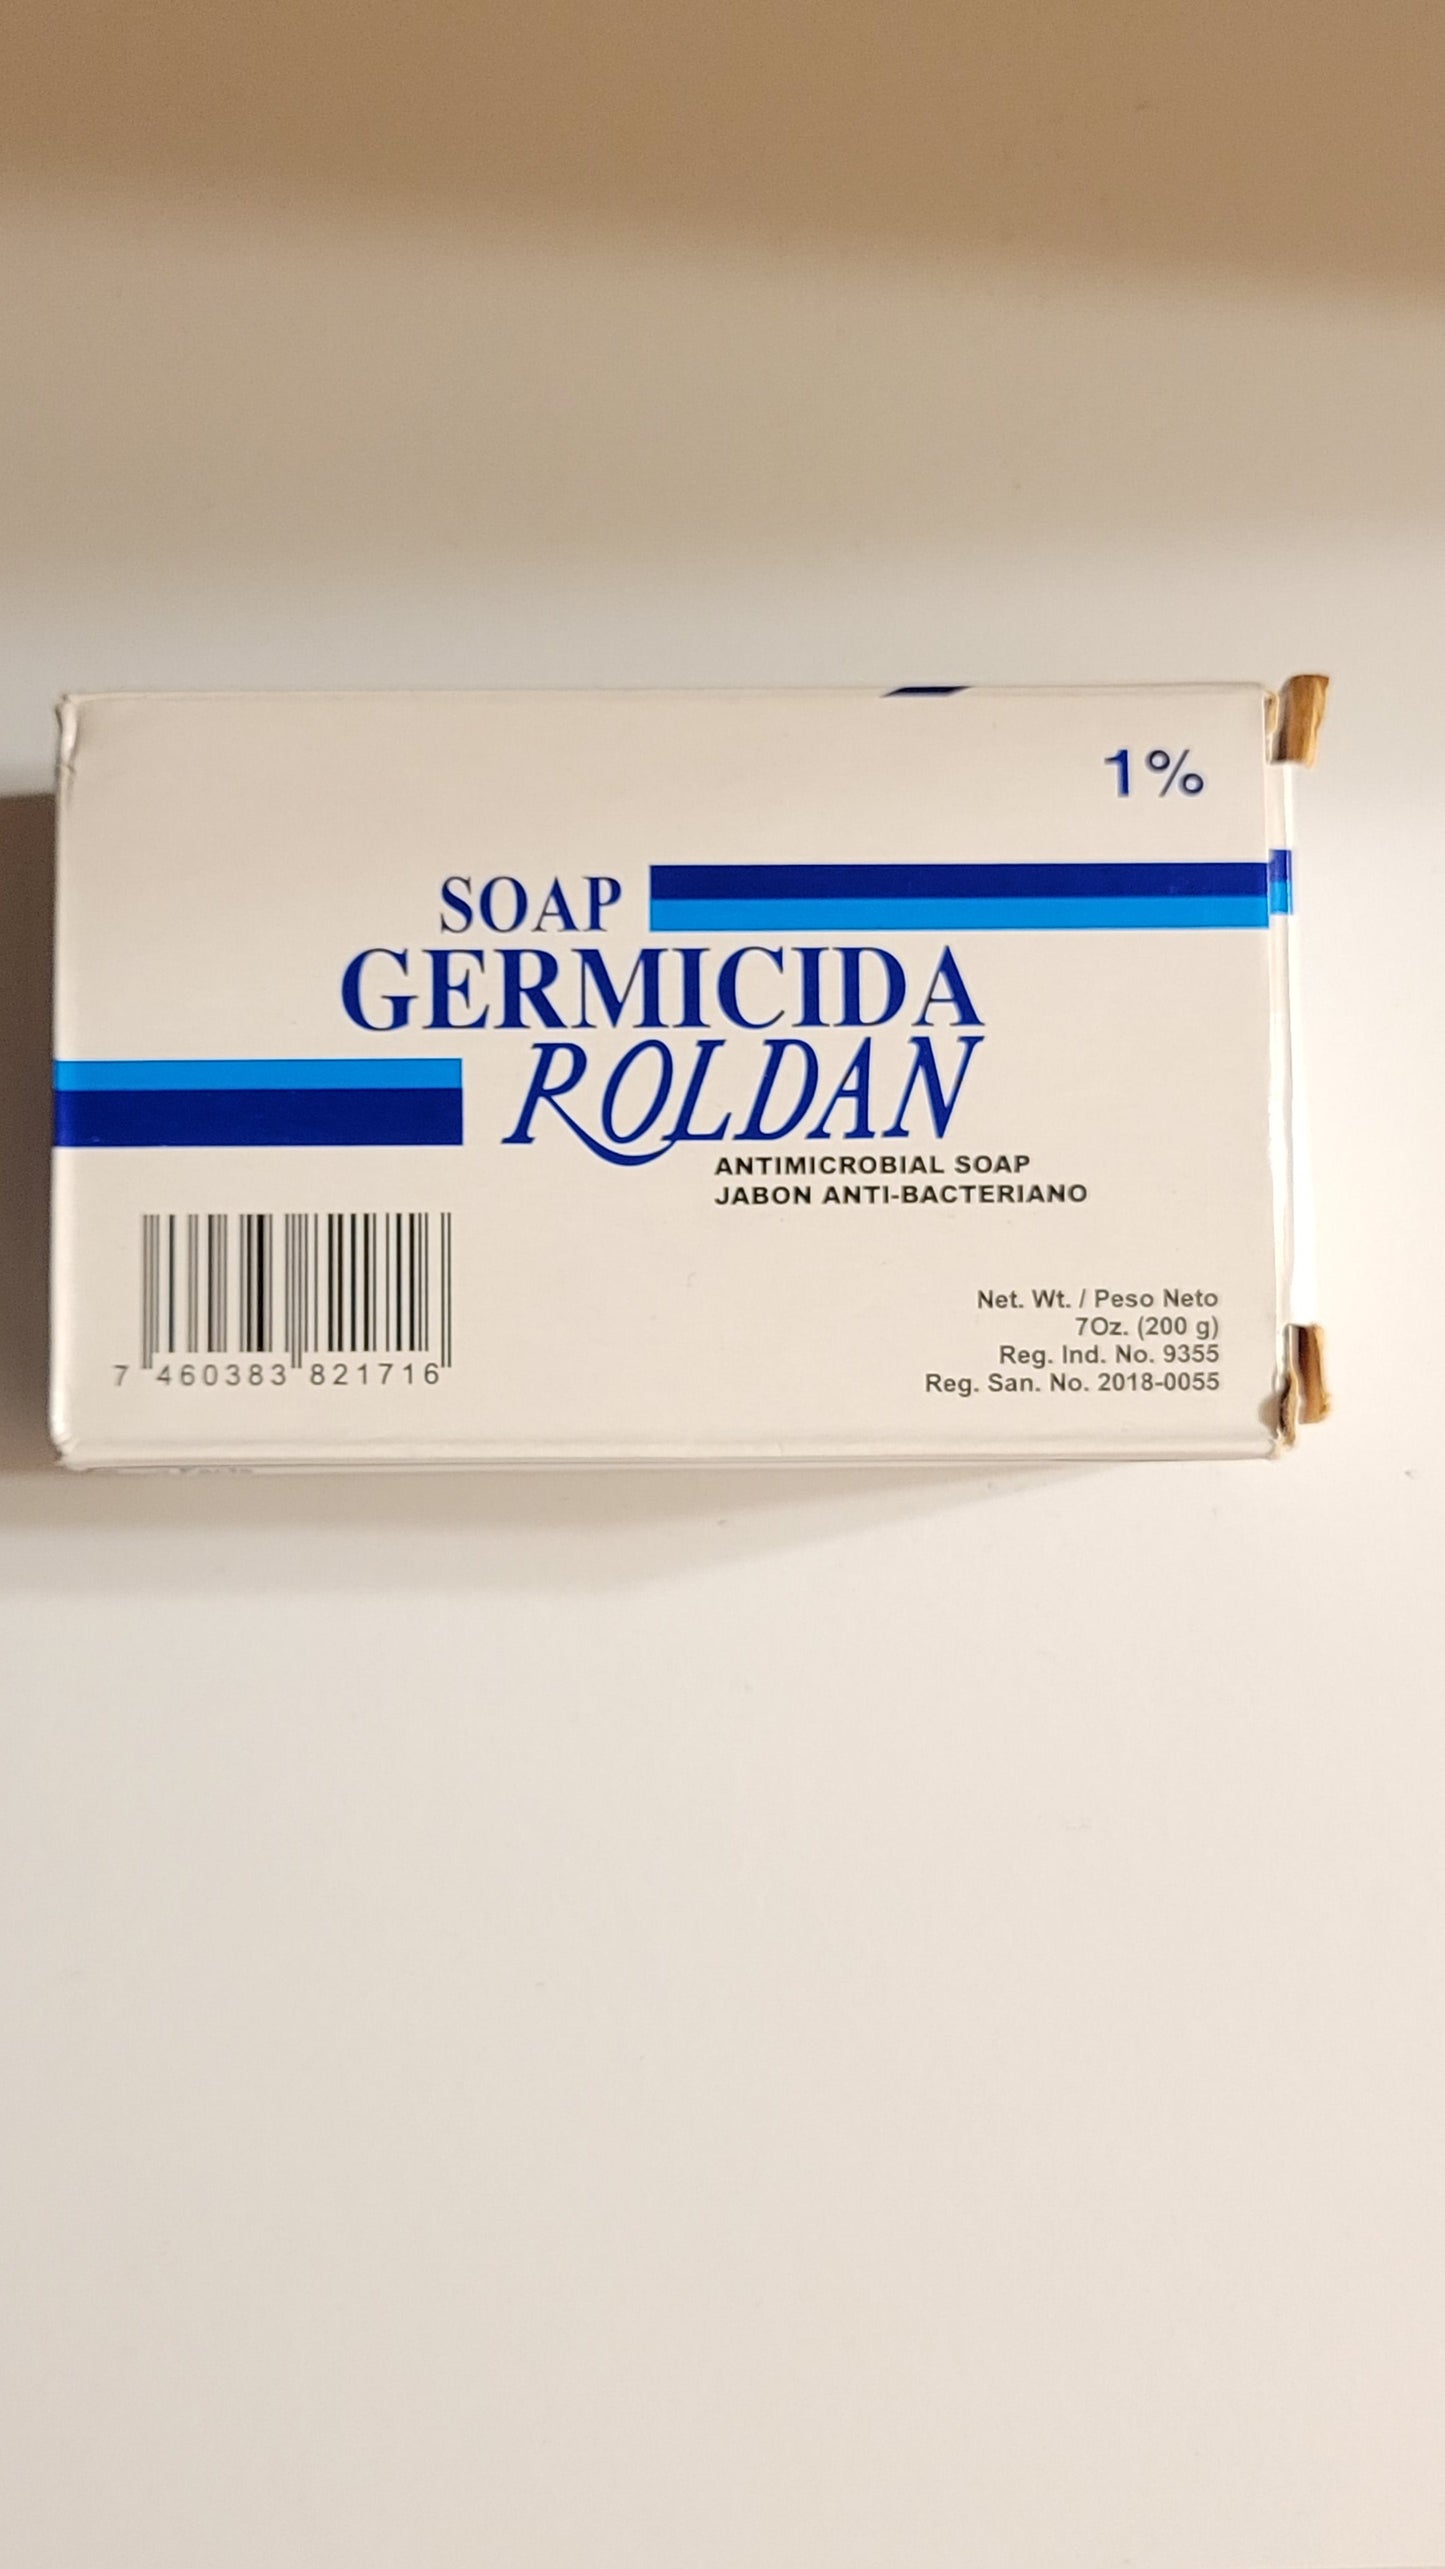 1%
SOAP
GERMICIDA
ROLDAN
ANTIMICROBIAL SOAP
JABON ANTI-BACTERIANO
Net. Wt. / Peso Neto
7Oz. (200 g)
Reg. Ind. No. 9355
Reg. San. No. 2018-0055
7 460383 821716